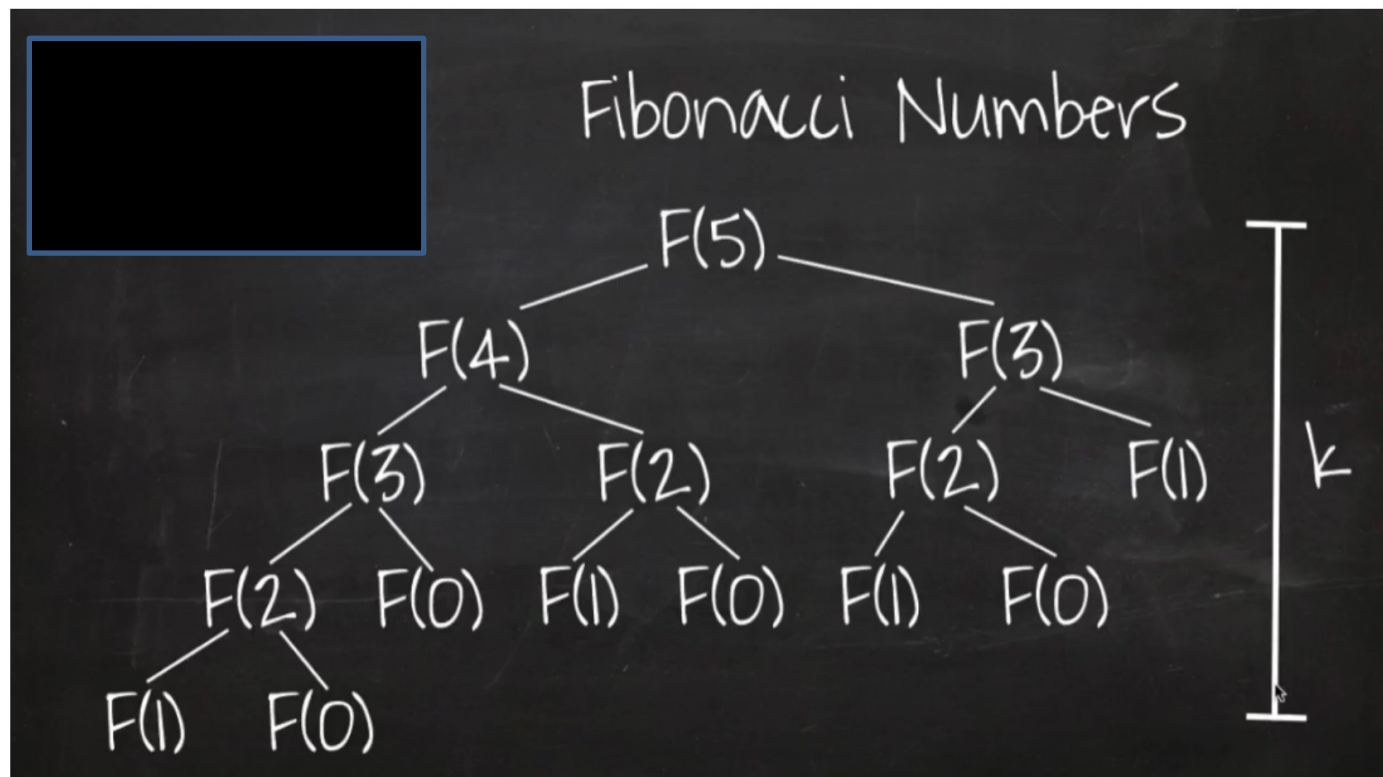 Fibonacci Numbers
F(5)
F(4) F(3)
F(3) F(2) F(2) F(1)
k
F(2) F(0) F(1) F(0) F(1) F(0)
F(1) F(0)